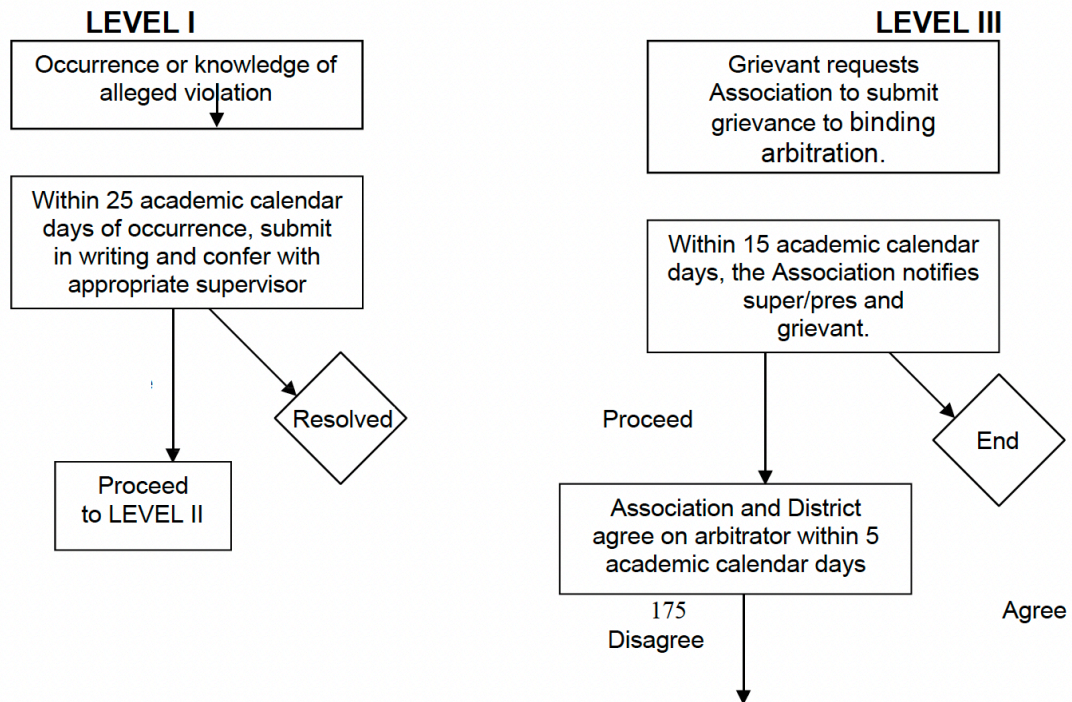 LEVEL I
Occurrence or knowledge of
alleged violation
Within 25 academic calendar
days of occurrence, submit
in writing and confer with
appropriate supervisor
Resolved
Proceed
to LEVEL II
LEVEL III
Grievant requests
Association to submit
grievance to binding
arbitration.
Within 15 academic calendar
days, the Association notifies
super/pres and
grievant.
Proceed
End
Association and District
agree on arbitrator within 5
academic calendar days
175
Disagree
Agree